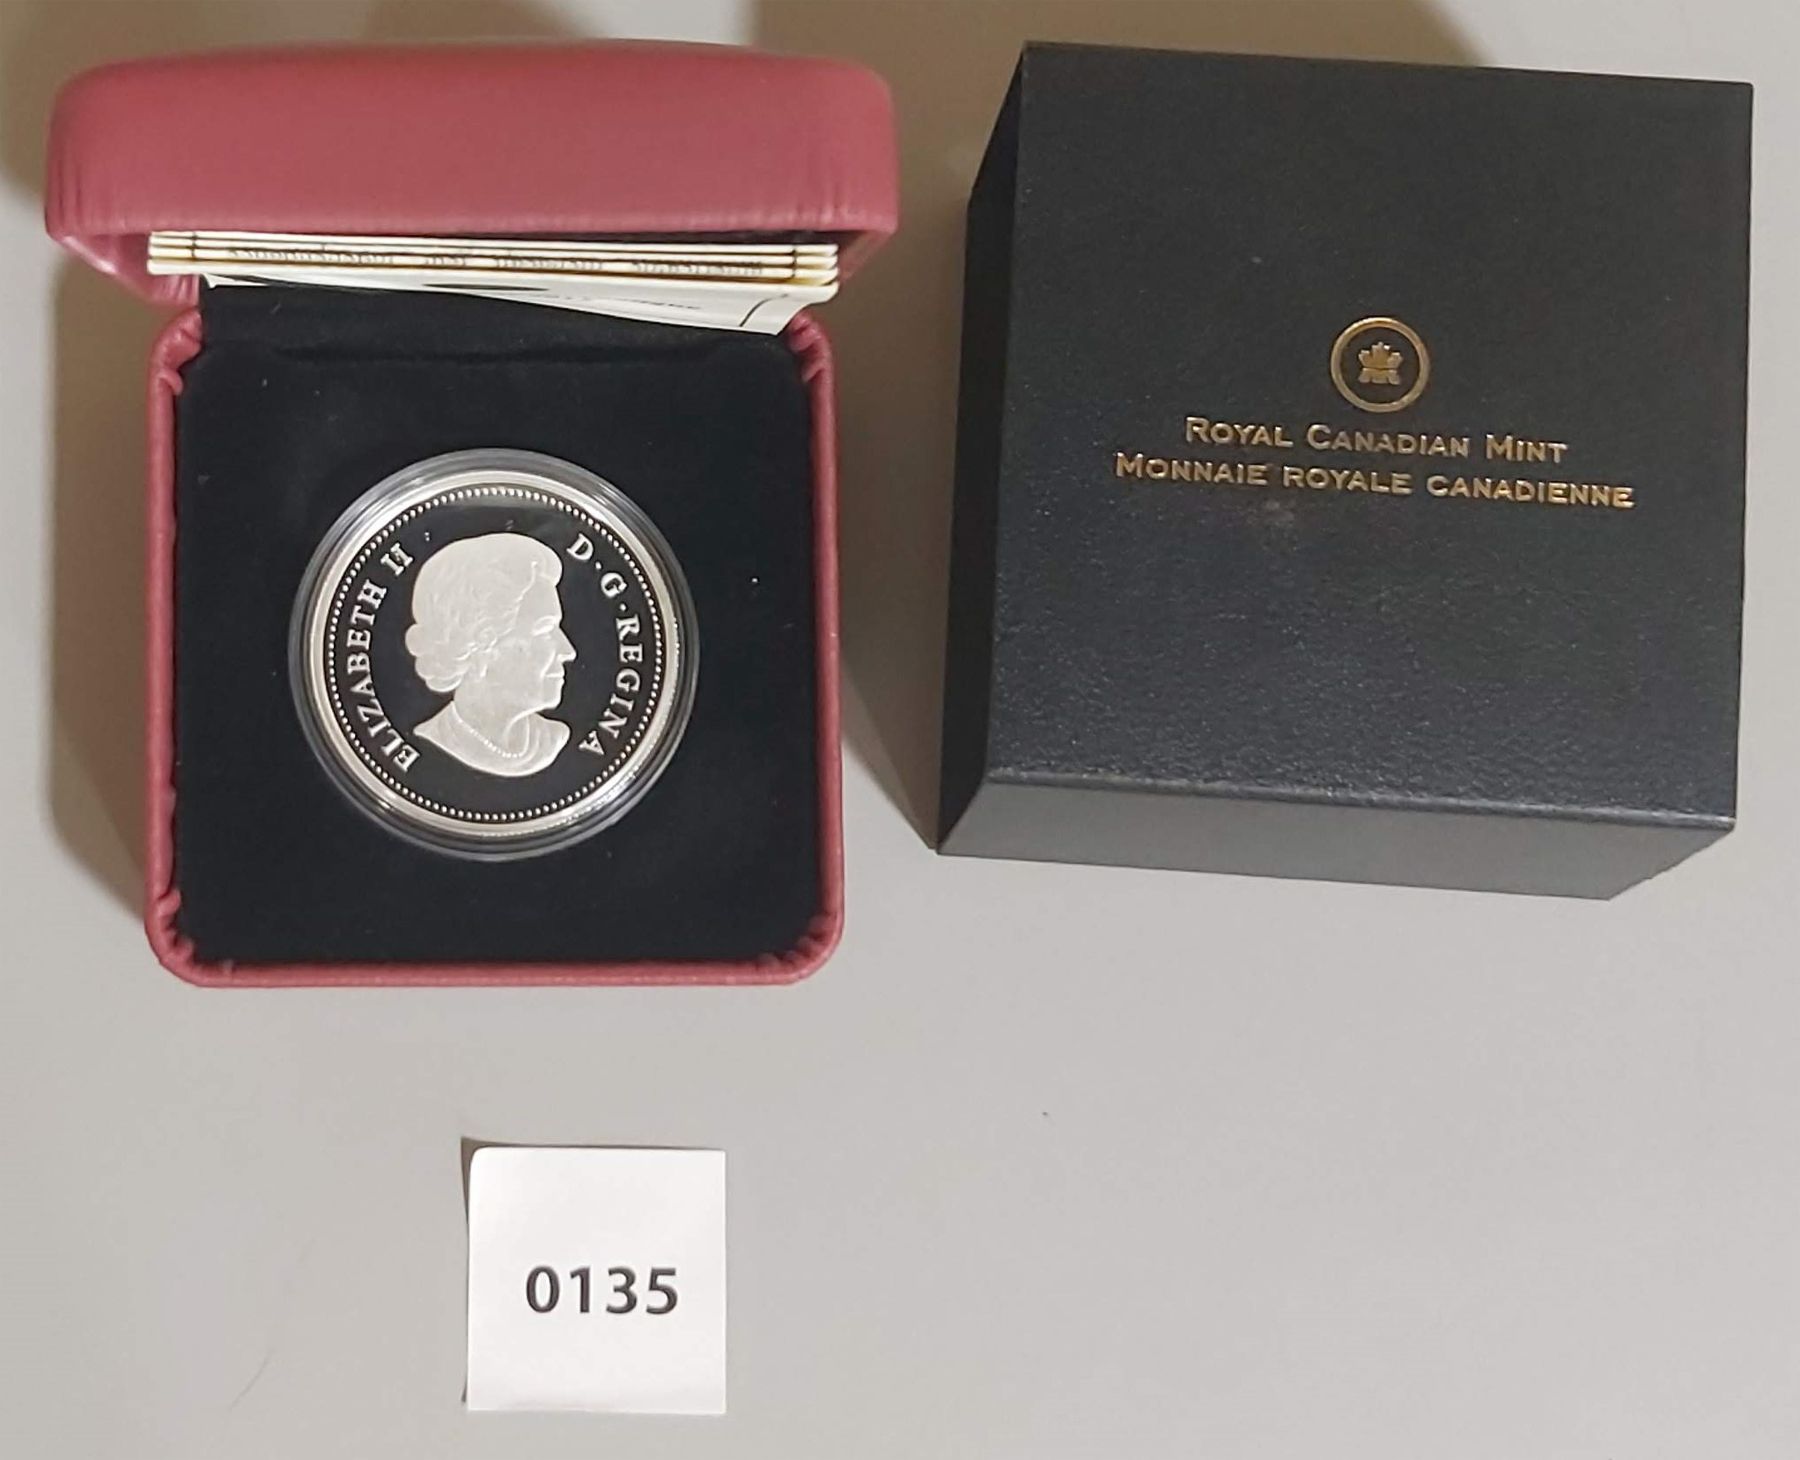 ELIZABETH II D·G·REGINA
ROYAL CANADIAN MINT
MONNAIE ROYALE CANADIENNE
0135